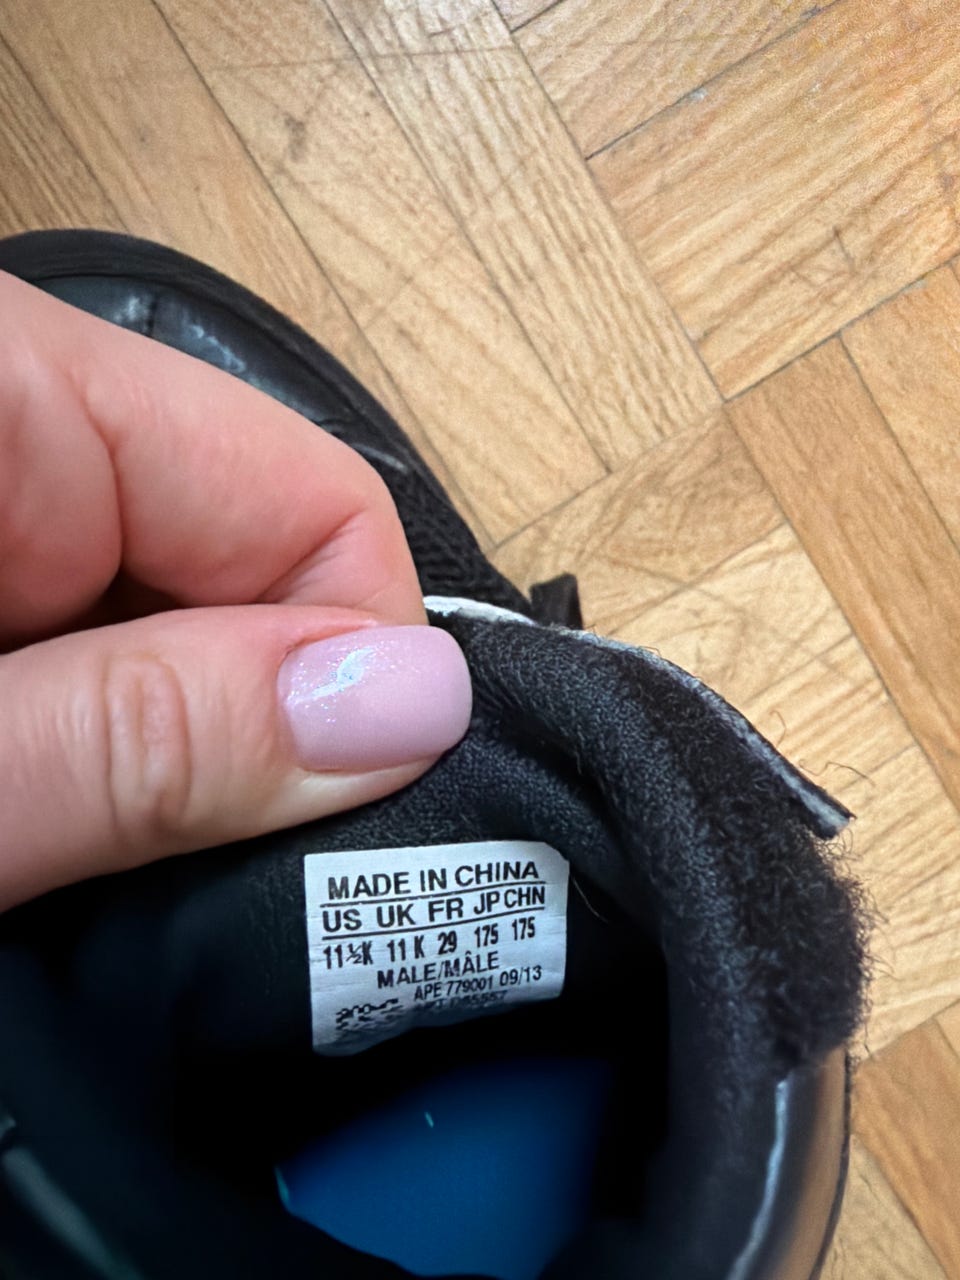 MADE IN CHINA
US UK FR JP CHN
11½K 11 K 29 175 175
MALE/MÂLE
APE 779001 09/13